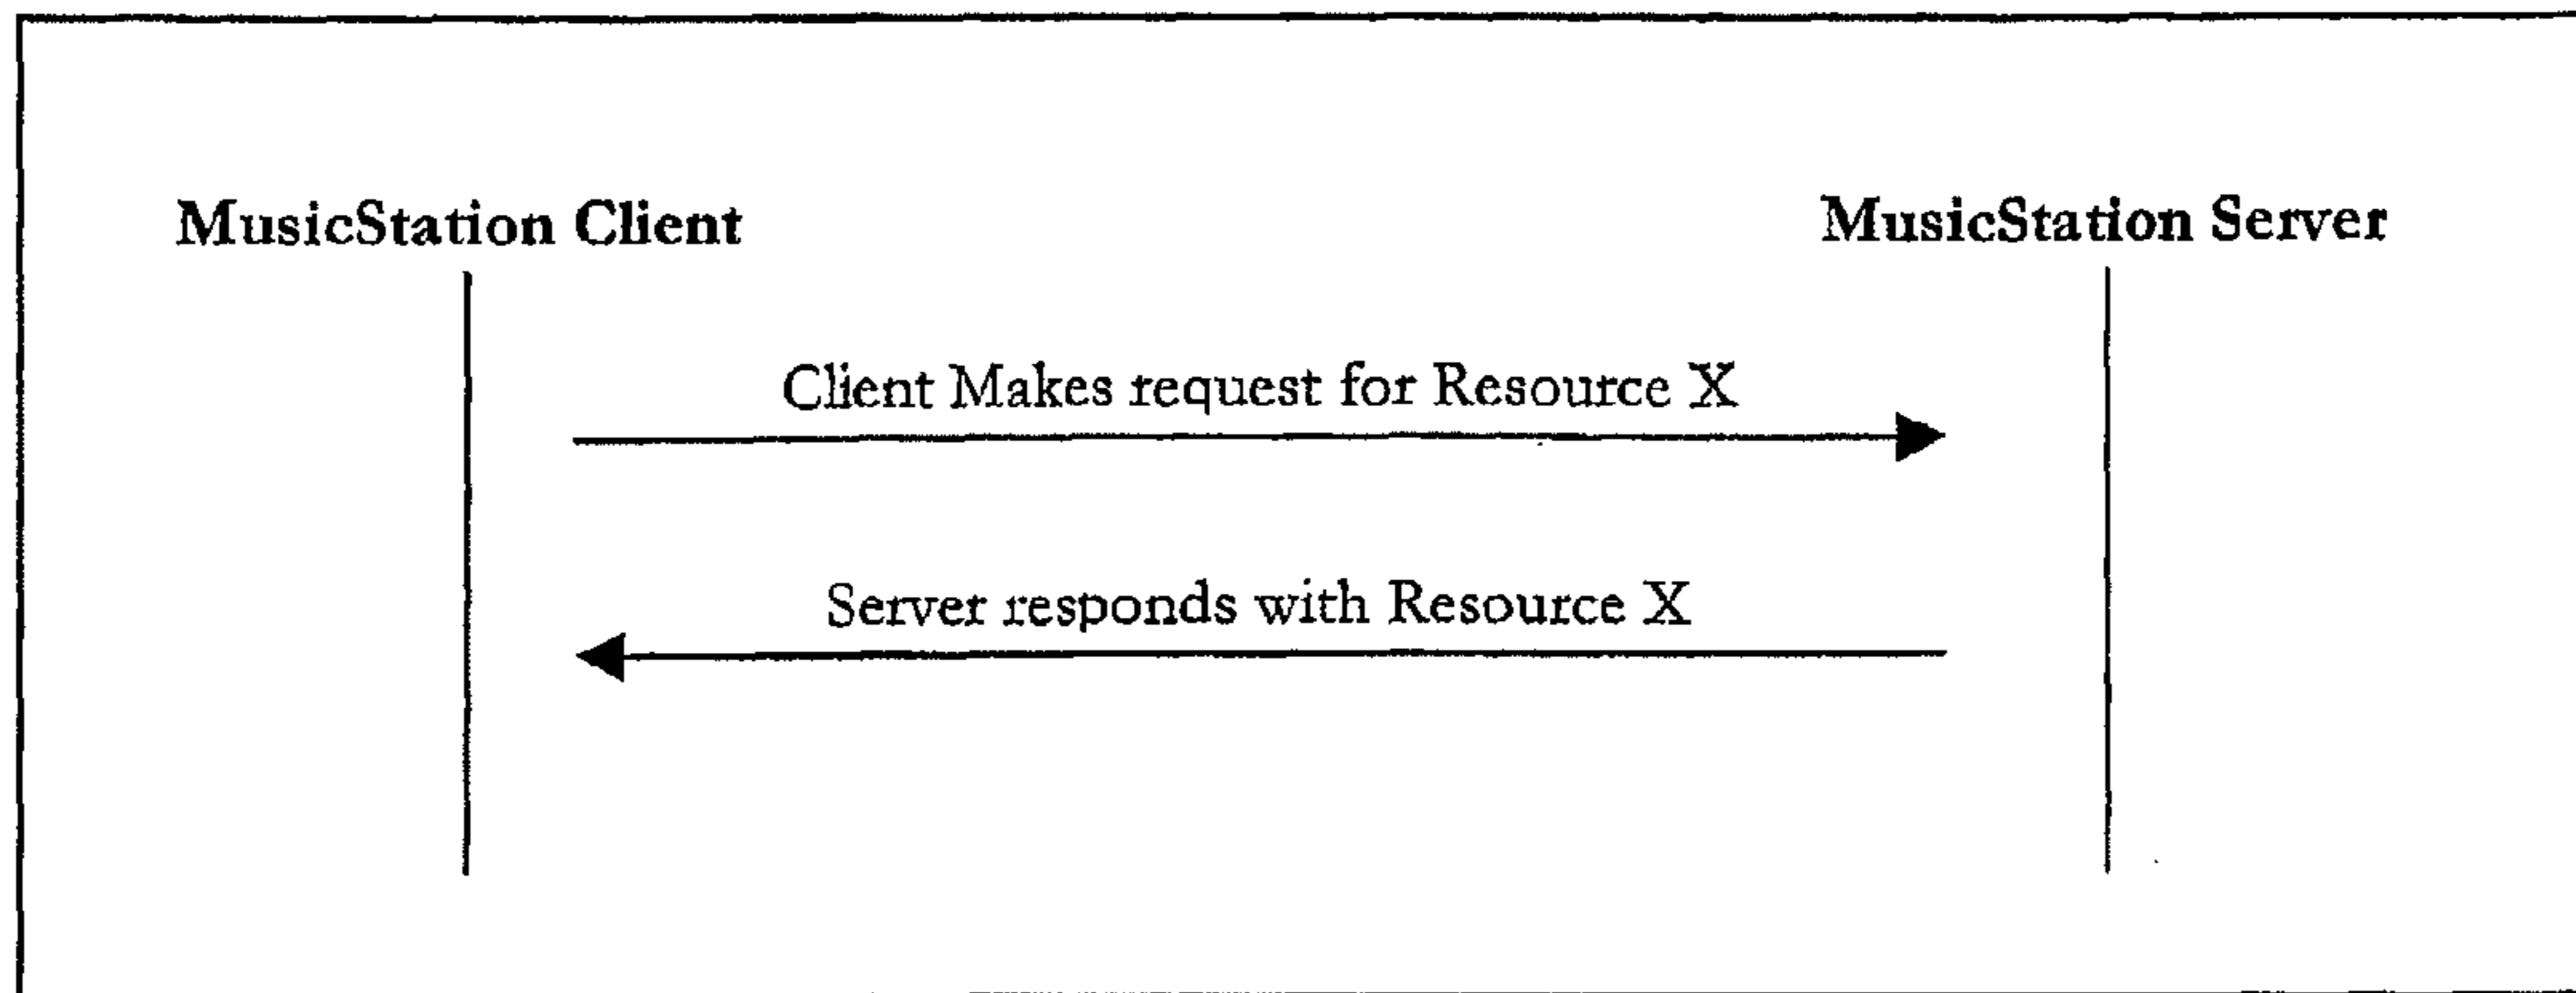 MusicStation Client
MusicStation Server
Client Makes request for Resource X
Server responds with Resource X